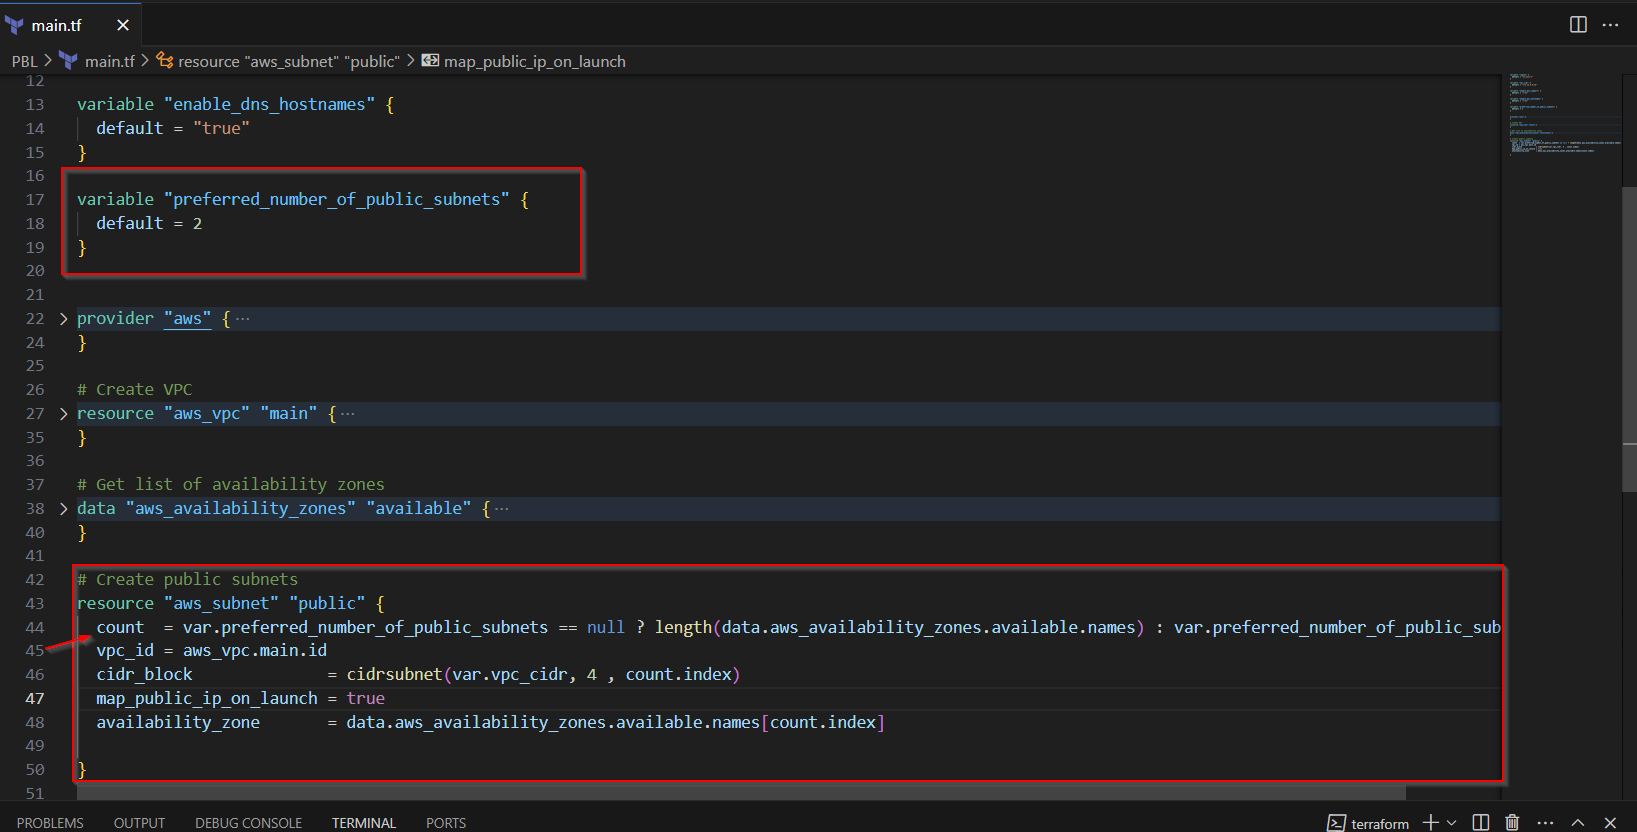 main.tf
PBL > main.tf > resource "aws_subnet" "public" > map_public_ip_on_launch
12
13 variable "enable_dns_hostnames" {
14 default = "true"
15 }
16
17 variable "preferred_number_of_public_subnets" {
18 default = 2
19 }
20
21
22 provider "aws" { ···
24 }
25
26 # Create VPC
27 resource "aws_vpc" "main" { ···
35 }
36
37 # Get list of availability zones
38 data "aws_availability_zones" "available" { ···
40 }
41
42 # Create public subnets
43 resource "aws_subnet" "public" {
44 count  = var.preferred_number_of_public_subnets == null ? length(data.aws_availability_zones.available.names) : var.preferred_number_of_public_sub
45 vpc_id = aws_vpc.main.id
46 cidr_block              = cidrsubnet(var.vpc_cidr, 4 , count.index)
47 map_public_ip_on_launch = true
48 availability_zone       = data.aws_availability_zones.available.names[count.index]
49
50 }
51
PROBLEMS OUTPUT DEBUG CONSOLE TERMINAL PORTS terraform